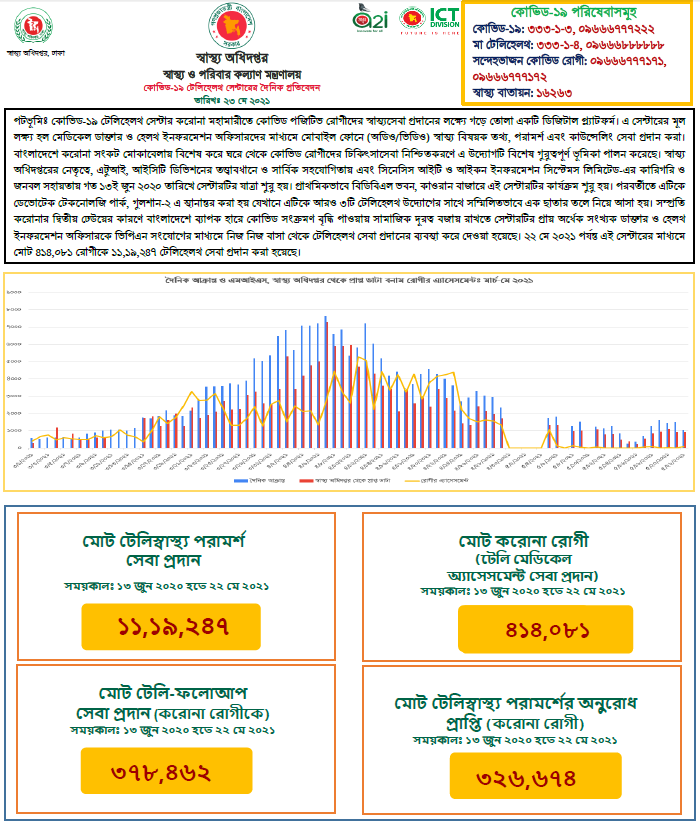 স্বাস্থ্য অধিদপ্তর, ঢাকা
a2i
ICT
DIVISION
FUTURE IS HERE
কোভিড-১৯ পরিষেবাসমূহ
কোভিড-১৯: ৩৩৩-১-৩, ০৯৬৬৬৭৭৭২২২
মা টেলিহেলথ: ৩৩৩-১-৪, ০৯৬৬৬৮৮৮৮৮৮
সন্দেহভাজন কোভিড রোগী: ০৯৬৬৬৭৭৭১৭১,
০৯৬৬৬৭৭৭১৭২
স্বাস্থ্য বাতায়ন: ১৬২৬৩
স্বাস্থ্য অধিদপ্তর
স্বাস্থ্য ও পরিবার কল্যাণ মন্ত্রণালয়
কোভিড-১৯ টেলিহেলথ সেন্টারের দৈনিক প্রতিবেদন
তারিখঃ ২৩ মে ২০২১
পটভূমিঃ কোভিড-১৯ টেলিহেলথ সেন্টার করোনা মহামারীতে কোভিড পজিটিভ রোগীদের স্বাস্থ্যসেবা প্রদানের লক্ষ্যে গড়ে তোলা একটি ডিজিটাল প্ল্যাটফর্ম। এ সেন্টারের মূল
লক্ষ্য হল মেডিকেল ডাক্তার ও হেলথ ইনফরমেশন অফিসারদের মাধ্যমে মোবাইল ফোনে (অডিও/ভিডিও) স্বাস্থ্য বিষয়ক তথ্য, পরামর্শ এবং কাউন্সেলিং সেবা প্রদান করা।
বাংলাদেশে করোনা সংকট মোকাবেলায় বিশেষ করে ঘরে থেকে কোভিড রোগীদের চিকিৎসাসেবা নিশ্চিতকরণে এ উদ্যোগটি বিশেষ গুরুত্বপূর্ণ ভূমিকা পালন করেছে। স্বাস্থ্য
অধিদপ্তরের নেতৃত্বে, এটুআই, আইসিটি ডিভিশনের তত্ত্বাবধানে ও সার্বিক সহযোগিতায় এবং সিনেসিস আইটি ও আইকন ইনফরমেশন সিস্টেমস লিমিটেড-এর কারিগরি ও
জনবল সহায়তায় গত ১৩ই জুন ২০২০ তারিখে সেন্টারটির যাত্রা শুরু হয়। প্রাথমিকভাবে বিডিবিএল ভবন, কাওরান বাজারে এই সেন্টারের কার্যক্রম শুরু হয়। পরবর্তীতে এটিকে
ডেভোটেক টেকনোলজি পার্ক, গুলশান-২ এ স্থানান্তর করা হয় যেখানে এটিকে আরও ৩টি টেলিহেলথ উদ্যোগের সাথে সম্মিলিতভাবে এক ছাতার তলে নিয়ে আসা হয়। সম্প্রতি
করোনার দ্বিতীয় ঢেউয়ের কারণে বাংলাদেশে ব্যাপক হারে কোভিড সংক্রমণ বৃদ্ধি পাওয়ায় সামাজিক দূরত্ব বজায় রাখতে সেন্টারটির প্রায় অর্ধেক সংখ্যক ডাক্তার ও হেলথ
ইনফরমেশন অফিসারকে ভিপিএন সংযোগের মাধ্যমে নিজ নিজ বাসা থেকে টেলিহেলথ সেবা প্রদানের ব্যবস্থা করে দেওয়া হয়েছে। ২২ মে ২০২১ পর্যন্ত এই সেন্টারের মাধ্যমে
মোট ৪১৪,০৮১ রোগীকে ১১,১৯,২৪৭ টেলিহেলথ সেবা প্রদান করা হয়েছে।
দৈনিক আক্রান্ত ও এমআইএস, স্বাস্থ্য অধিদপ্তর থেকে প্রাপ্ত ডাটা বনাম রোগীর এ্যাসেসমেন্টঃ মার্চ-মে ২০২১
দৈনিক আক্রান্ত
স্বাস্থ্য অধিদপ্তর থেকে প্রাপ্ত ডাটা
রোগীর এ্যাসেসমেন্ট
মোট টেলিস্বাস্থ্য পরামর্শ
সেবা প্রদান
সময়কালঃ ১৩ জুন ২০২০ হতে ২২ মে ২০২১
১১,১৯,২৪৭
মোট করোনা রোগী
(টেলি মেডিকেল
অ্যাসেসমেন্ট সেবা প্রদান)
সময়কালঃ ১৩ জুন ২০২০ হতে ২২ মে ২০২১
৪১৪,০৮১
মোট টেলি-ফলোআপ
সেবা প্রদান (করোনা রোগীকে)
সময়কালঃ ১৩ জুন ২০২০ হতে ২২ মে ২০২১
৩৭৮,৪৬২
মোট টেলিস্বাস্থ্য পরামর্শের অনুরোধ
প্রাপ্তি (করোনা রোগী)
সময়কালঃ ১৩ জুন ২০২০ হতে ২২ মে ২০২১
৩২৬,৬৭৪